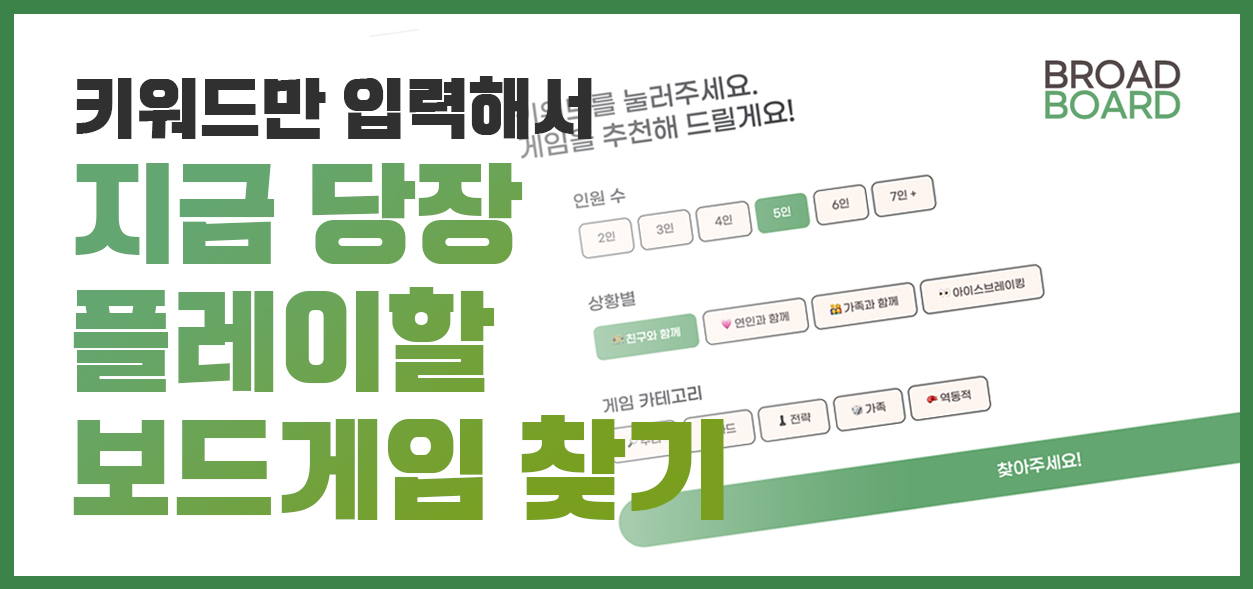 키워드만 입력해서
지금 당장
플레이할
보드게임 찾기
BROAD
BOARD
눌러주세요.
게임을 추천해 드릴게요!
인원 수
2인 3인 4인 5인 6인 7인 +
상황별
친구와 함께 연인과 함께 가족과 함께 아이스브레이킹
게임 카테고리
전략 가족 역동적
찾아주세요!